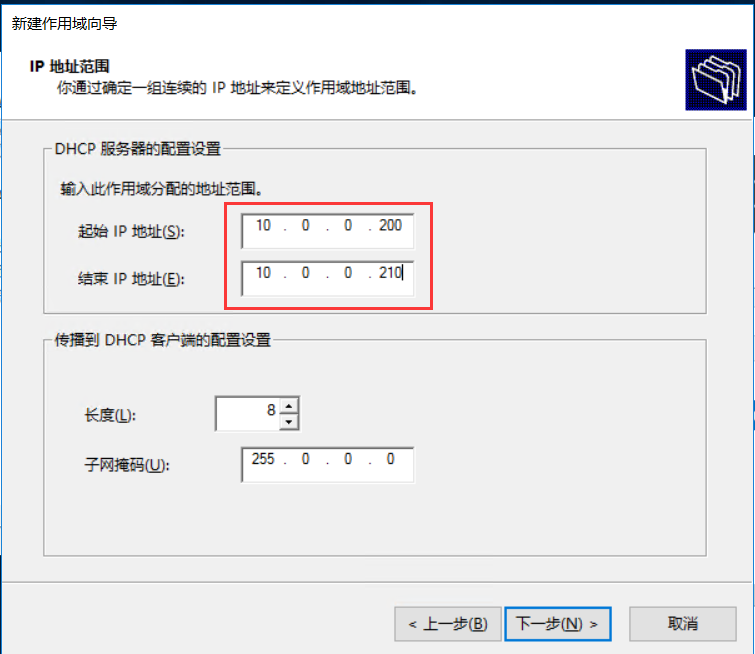 新建作用域向导
IP 地址范围
你通过确定一组连续的 IP 地址来定义作用域地址范围。
DHCP 服务器的配置设置
输入此作用域分配的地址范围。
起始 IP 地址(S): 10 . 0 . 0 . 200
结束 IP 地址(E): 10 . 0 . 0 . 210
传播到 DHCP 客户端的配置设置
长度(L): 8
子网掩码(U): 255 . 0 . 0 . 0
< 上一步(B) 下一步(N) > 取消